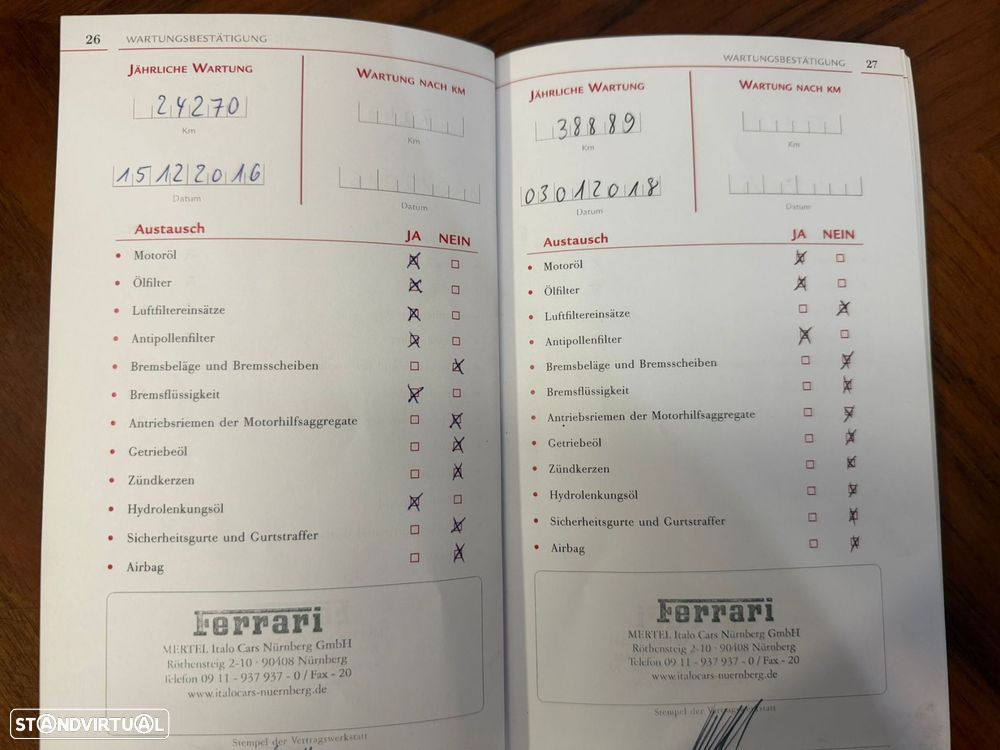 26 WARTUNGSBESTÄTIGUNG
JÄHRLICHE WARTUNG
WARTUNG NACH KM
24270
Km
Km
15122016
Datum
Datum
Austausch JA NEIN
• Motoröl
• Ölfilter
• Luftfiltereinsätze
• Antipollenfilter
• Bremsbeläge und Bremsscheiben
• Bremsflüssigkeit
• Antriebsriemen der Motorhilfsaggregate
• Getriebeöl
• Zündkerzen
• Hydrolenkungsöl
• Sicherheitsgurte und Gurtstraffer
• Airbag
Ferrari
MERTEL Italo Cars Nürnberg GmbH
Röthensteig 2-10 · 90408 Nürnberg
Telefon 09 11 - 937 937 - 0 / Fax - 20
www.italocars-nuernberg.de
Stempel der Vertragswerkstatt
WARTUNGSBESTÄTIGUNG 27
JÄHRLICHE WARTUNG
WARTUNG NACH KM
38889
Km
Km
03012018
Datum
Datum
Austausch JA NEIN
• Motoröl
• Ölfilter
• Luftfiltereinsätze
• Antipollenfilter
• Bremsbeläge und Bremsscheiben
• Bremsflüssigkeit
• Antriebsriemen der Motorhilfsaggregate
• Getriebeöl
• Zündkerzen
• Hydrolenkungsöl
• Sicherheitsgurte und Gurtstraffer
• Airbag
Ferrari
MERTEL Italo Cars Nürnberg GmbH
Röthensteig 2-10 · 90408 Nürnberg
Telefon 09 11 - 937 937 - 0 / Fax - 20
www.italocars-nuernberg.de
Stempel der Vertragswerkstatt
STANDVIRTUAL